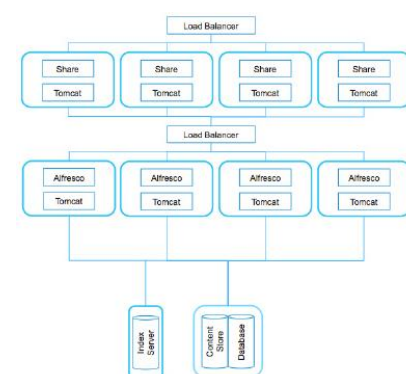 Load Balancer
Share Share Share Share
Tomcat Tomcat Tomcat Tomcat
Load Balancer
Alfresco Alfresco Alfresco Alfresco
Tomcat Tomcat Tomcat Tomcat
Index
Server
Content
Store
Database